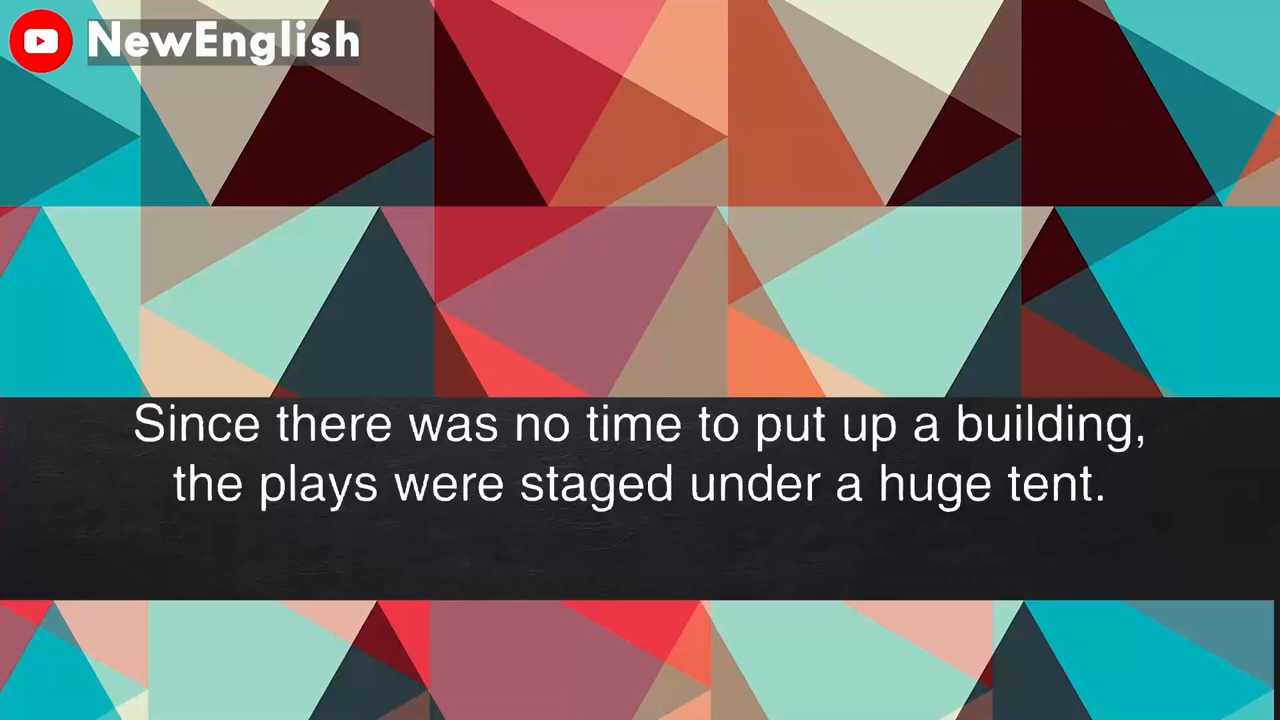 NewEnglish
Since there was no time to put up a building,
the plays were staged under a huge tent.